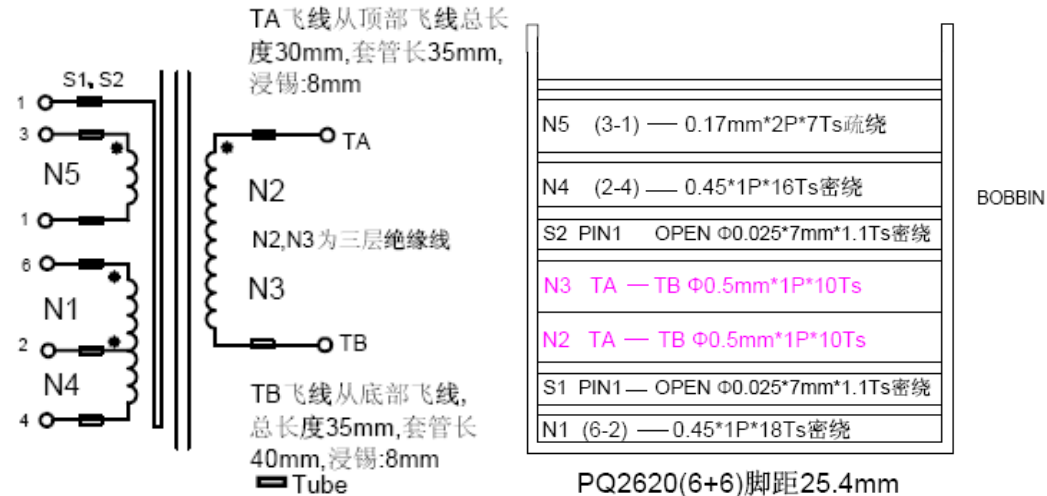 TA飞线从顶部飞线总长
度30mm,套管长35mm,
浸锡:8mm
S1, S2
1
3
N5
1
6
N1
2
N4
4
TA
N2
N2,N3为三层绝缘线
N3
TB
TB飞线从底部飞线,
总长度35mm,套管长
40mm,浸锡:8mm
Tube
N5 (3-1) — 0.17mm*2P*7Ts疏绕
N4 (2-4) — 0.45*1P*16Ts密绕
S2 PIN1 OPEN Φ0.025*7mm*1.1Ts密绕
N3 TA — TB Φ0.5mm*1P*10Ts
N2 TA — TB Φ0.5mm*1P*10Ts
S1 PIN1— OPEN Φ0.025*7mm*1.1Ts密绕
N1 (6-2) — 0.45*1P*18Ts密绕
BOBBIN
PQ2620(6+6)脚距25.4mm